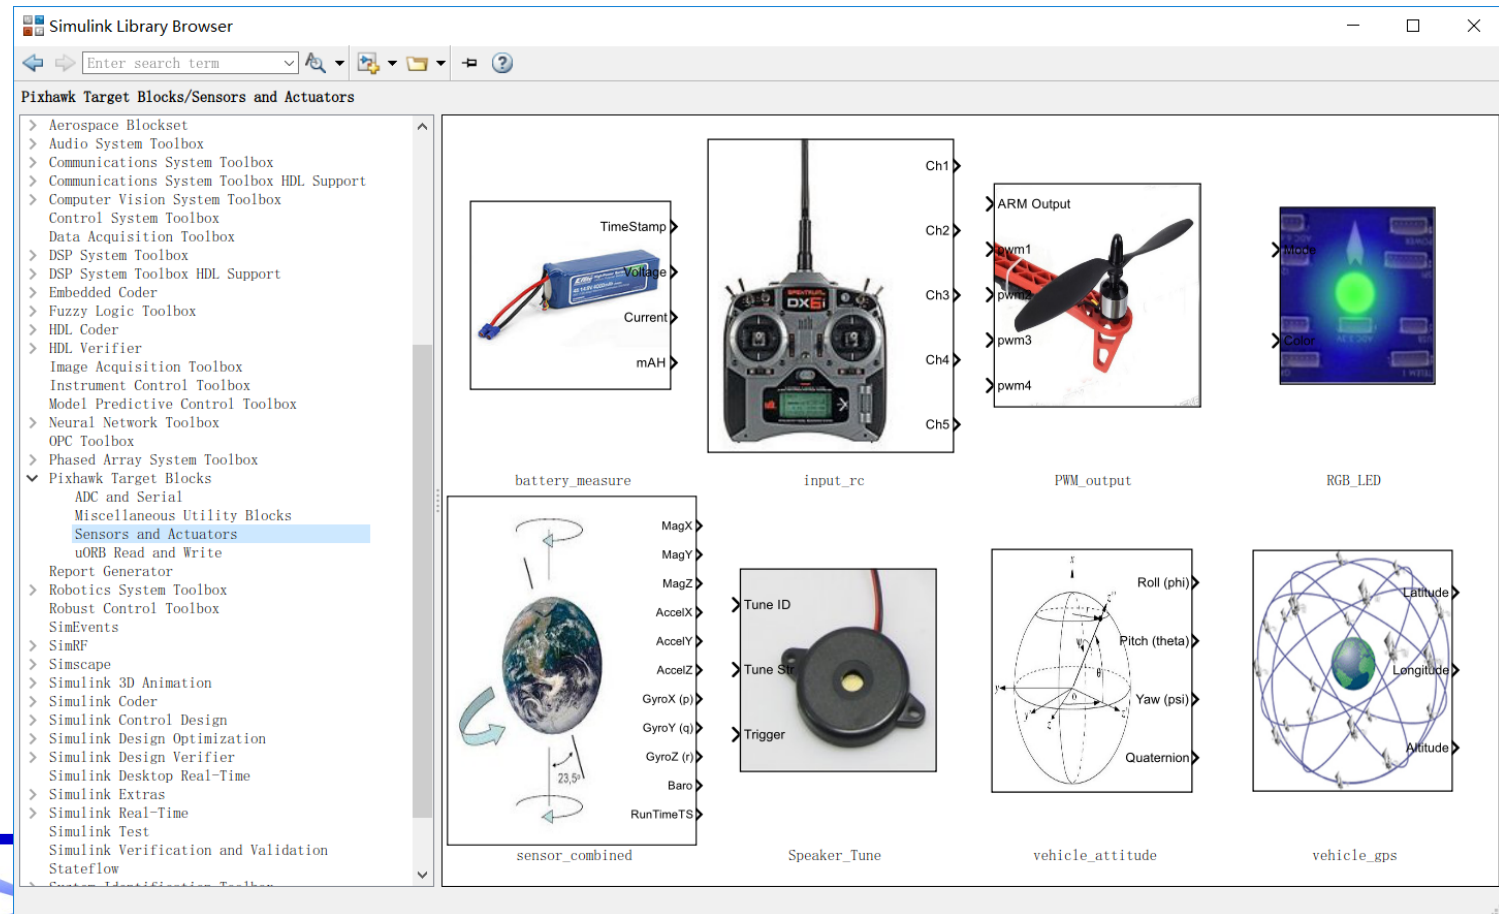 Simulink Library Browser
Enter search term
Pixhawk Target Blocks/Sensors and Actuators
Aerospace Blockset
Audio System Toolbox
Communications System Toolbox
Communications System Toolbox HDL Support
Computer Vision System Toolbox
Control System Toolbox
Data Acquisition Toolbox
DSP System Toolbox
DSP System Toolbox HDL Support
Embedded Coder
Fuzzy Logic Toolbox
HDL Coder
HDL Verifier
Image Acquisition Toolbox
Instrument Control Toolbox
Model Predictive Control Toolbox
Neural Network Toolbox
OPC Toolbox
Phased Array System Toolbox
Pixhawk Target Blocks
ADC and Serial
Miscellaneous Utility Blocks
Sensors and Actuators
uORB Read and Write
Report Generator
Robotics System Toolbox
Robust Control Toolbox
SimEvents
SimRF
Simscape
Simulink 3D Animation
Simulink Coder
Simulink Control Design
Simulink Design Optimization
Simulink Design Verifier
Simulink Desktop Real-Time
Simulink Extras
Simulink Real-Time
Simulink Test
Simulink Verification and Validation
Stateflow
System Identification Toolbox
TimeStamp
Voltage
Current
mAH
battery_measure
Ch1
Ch2
Ch3
Ch4
Ch5
DX6i
input_rc
ARM Output
pwm1
pwm2
pwm3
pwm4
PWM_output
Mode
Color
RGB_LED
MagX
MagY
MagZ
AccelX
AccelY
AccelZ
GyroX (p)
GyroY (q)
GyroZ (r)
Baro
RunTimeTS
23,5º
sensor_combined
Tune ID
Tune Str
Trigger
Speaker_Tune
Roll (phi)
Pitch (theta)
Yaw (psi)
Quaternion
vehicle_attitude
Latitude
Longitude
Altitude
vehicle_gps